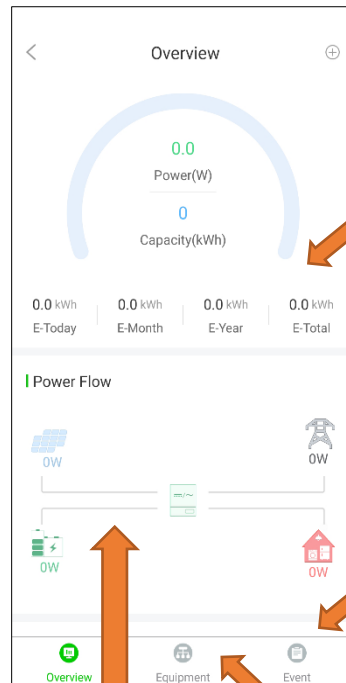 Overview
0.0
Power(W)
0
Capacity(kWh)
0.0 kWh 0.0 kWh 0.0 kWh 0.0 kWh
E-Today E-Month E-Year E-Total
Power Flow
0W 0W
0W 0W
Overview Equipment Event